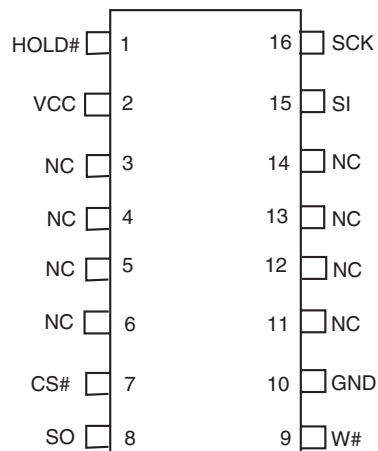 HOLD# 1 16 SCK
VCC 2 15 SI
NC 3 14 NC
NC 4 13 NC
NC 5 12 NC
NC 6 11 NC
CS# 7 10 GND
SO 8 9 W#